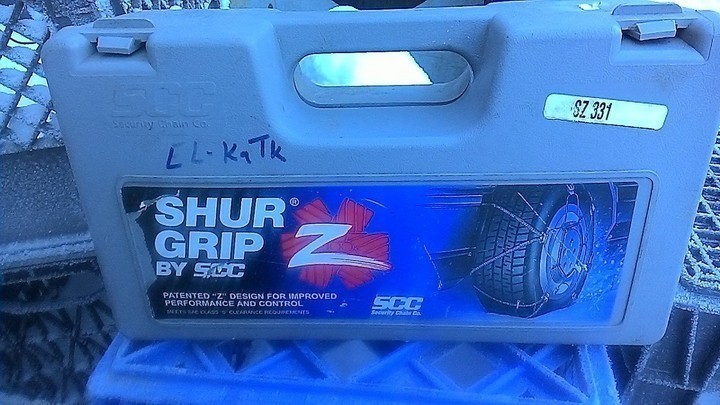 SCC
Security Chain Co.
SZ 331
EL-KaTK
SHUR®
GRIP
BY SCC
Z
PATENTED "Z" DESIGN FOR IMPROVED
PERFORMANCE AND CONTROL
MEETS SAE CLASS "S" CLEARANCE REQUIREMENTS
SCC
Security Chain Co.